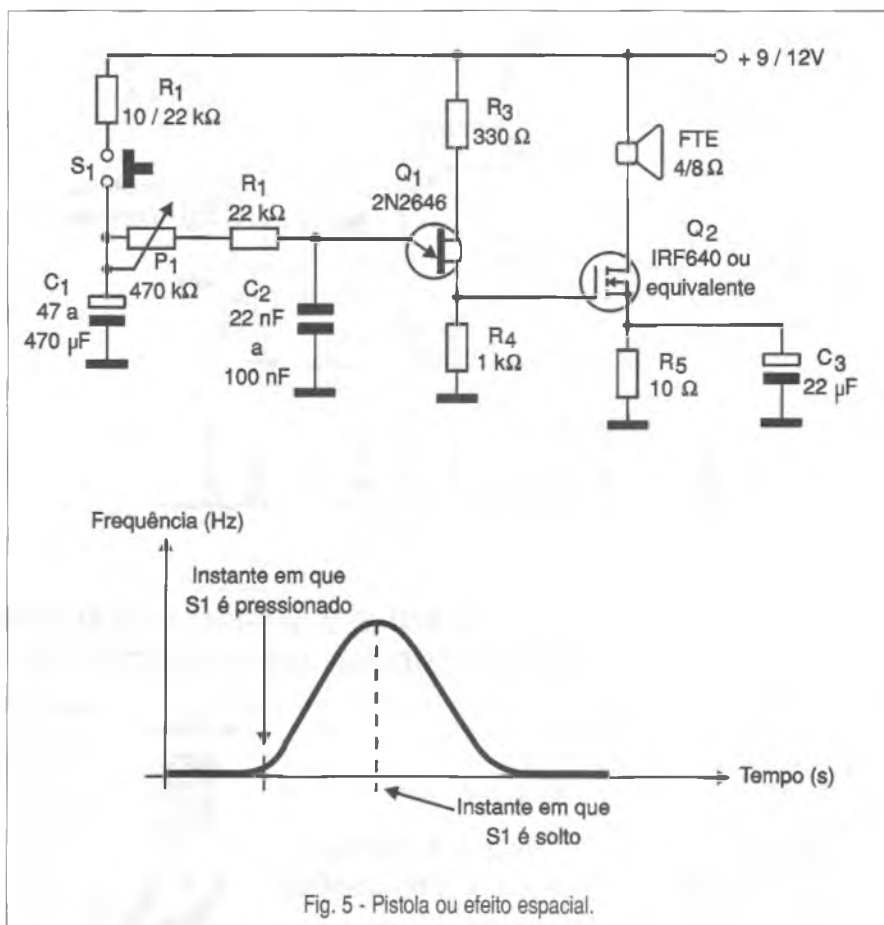 + 9 / 12V
R1
10 / 22 kΩ
S1
P1
470 kΩ
C1
47 a
470 µF
R1
22 kΩ
C2
22 nF
a
100 nF
Q1
2N2646
R3
330 Ω
R4
1 kΩ
FTE
4/8 Ω
Q2
IRF640 ou
equivalente
R5
10 Ω
C3
22 µF
Frequência (Hz)
Instante em que
S1 é pressionado
Tempo (s)
Instante em que
S1 é solto
Fig. 5 - Pistola ou efeito espacial.